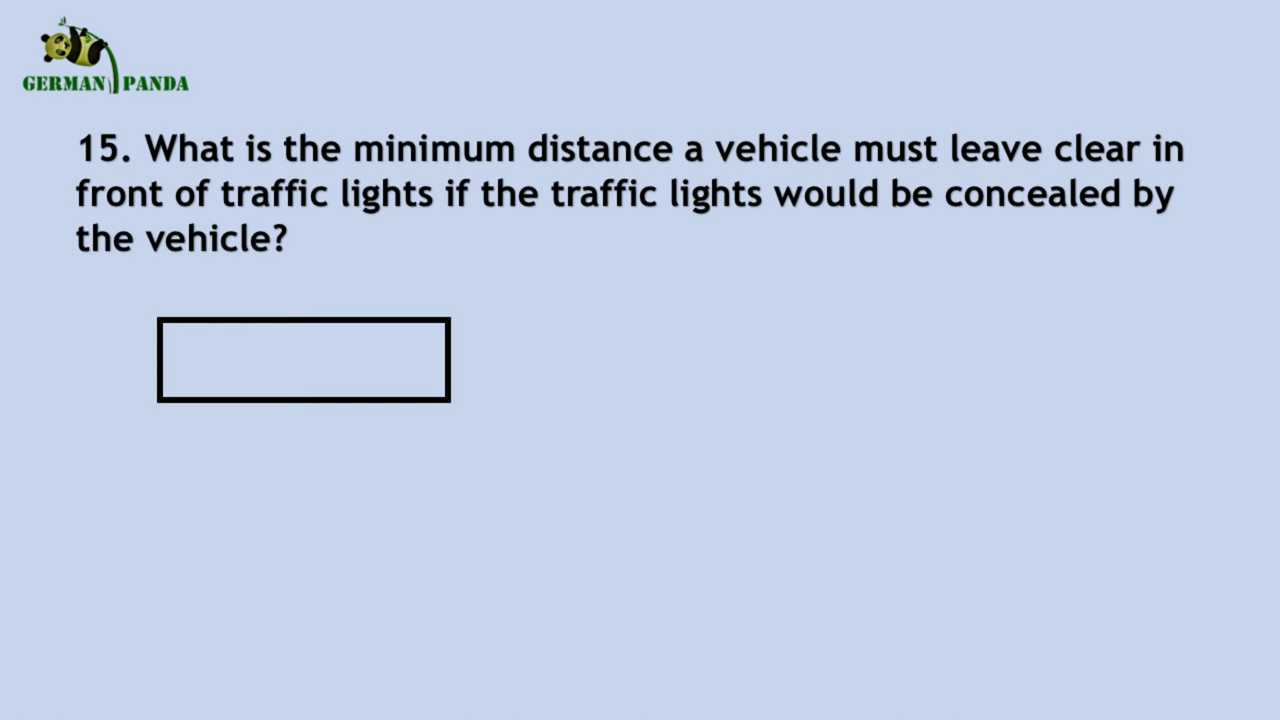 GERMAN PANDA
15. What is the minimum distance a vehicle must leave clear in
front of traffic lights if the traffic lights would be concealed by
the vehicle?